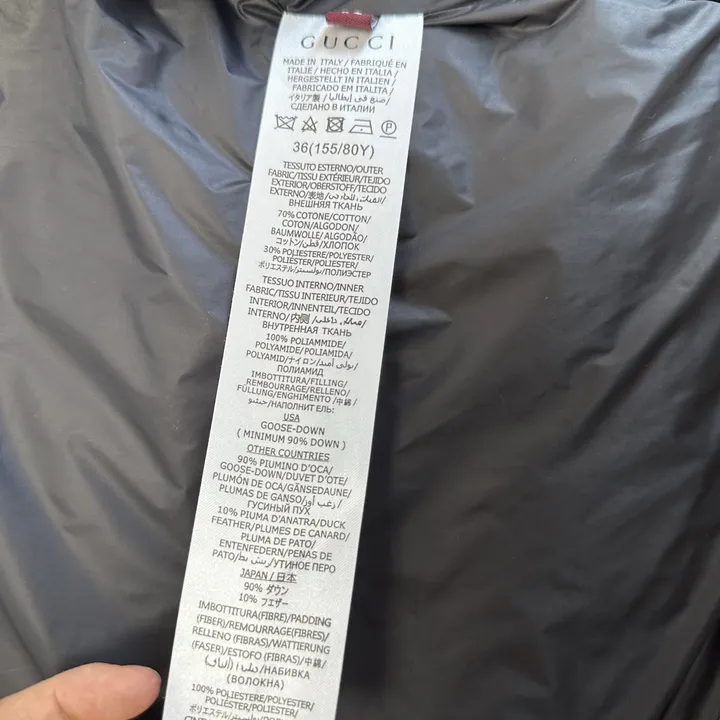 GUCCI
MADE IN ITALY / FABRIQUÉ EN
ITALIE / HECHO EN ITALIA /
HERGESTELLT IN ITALIEN /
FABRICADO EM ITALITA /
イタリア製 / صنع في إيطاليا /
СДЕЛАНО В ИТАЛИИ
36(155/80Y)
TESSUTO ESTERNO/OUTER
FABRIC/TISSU EXTÉRIEUR/TEJIDO
EXTERIOR/OBERSTOFF/TECIDO
EXTERNO/表地/
ВНЕШНЯЯ ТКАНЬ
70% COTONE/COTTON/
COTON/ALGODON/
BAUMWOLLE/ALGODÃO/
コットン/قطن/ХЛОПОК
30% POLIESTERE/POLYESTER/
POLIÉSTER/POLIESTER/
ポリエステル/بوليستر/ПОЛИЭСТЕР
TESSUO INTERNO/INNER
FABRIC/TISSU INTERIEUR/TEJIDO
INTERIOR/INNENTEIL/TECIDO
INTERNO/内側/
ВНУТРЕННЯЯ ТКАНЬ
100% POLIAMMIDE/
POLYAMIDE/POLIAMIDA/
POLYAMID/ナイロン/
ПОЛИАМИД
IMBOTTITURA/FILLING/
REMBOURRAGE/RELLENO/
FÜLLUNG/ENGHIMENTO /中綿/
/НАПОЛНИТ ЕЛЬ:
USA
GOOSE-DOWN
( MINIMUM 90% DOWN )
OTHER COUNTRIES
90% PIUMINO D'OCA/
GOOSE-DOWN/DUVET D'OTE/
PLUMÓN DE OCA/GÄNSEDAUNE/
PLUMAS DE GANSO/
ГУСИНЫЙ ПУХ
10% PIUMA D'ANATRA/DUCK
FEATHER/PLUMES DE CANARD/
PLUMA DE PATO/
ENTENFEDERN/PENAS DE
PATO/УТИНОЕ ПЕРО
JAPAN / 日本
90% ダウン
10% フェザー
IMBOTTITURA(FIBRE)/PADDING
(FIBER)/REMOURRAGE(FIBRES)/
RELLENO (FIBRAS)/WATTIERUNG
(FASER)/ESTOFO (FIBRAS)/中綿/
/НАБИВКА
(ВОЛОКНА)
100% POLIESTERE/POLYESTER/
POLIÉSTER/POLIESTER/